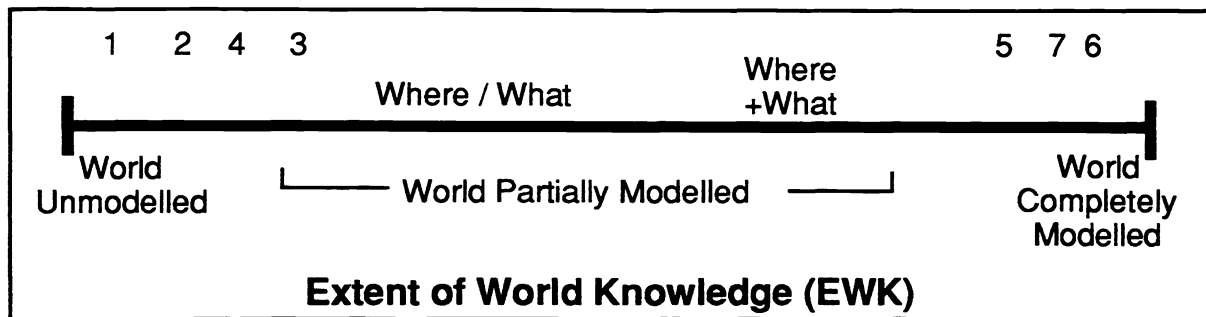 1 2 4 3 5 7 6
Where / What
Where
+What
World
Unmodelled
World Partially Modelled
World
Completely
Modelled
Extent of World Knowledge (EWK)